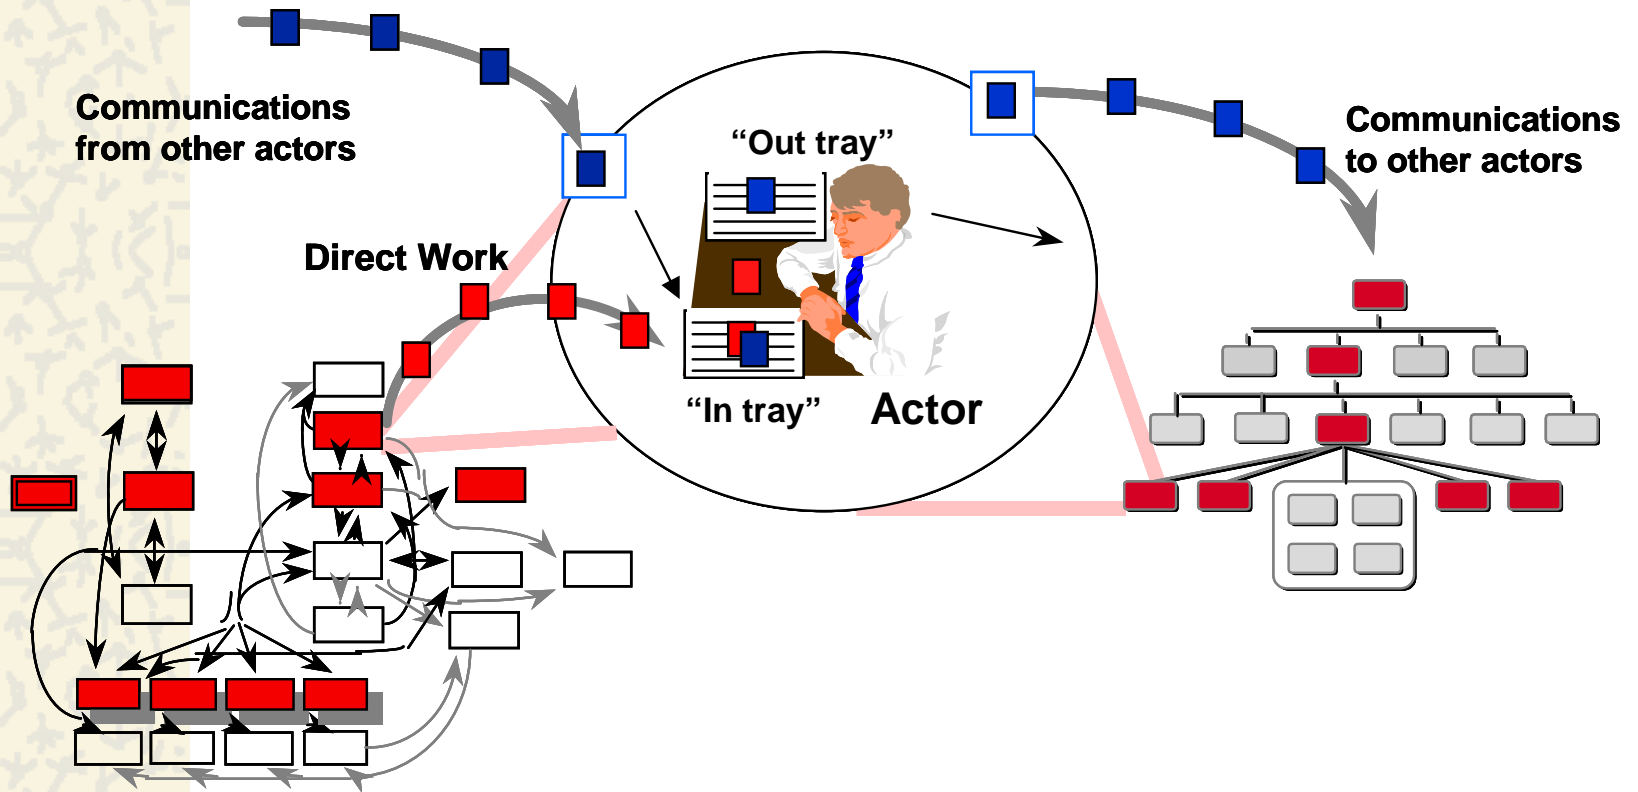 Communications
from other actors
“Out tray”
Communications
to other actors
Direct Work
“In tray”
Actor